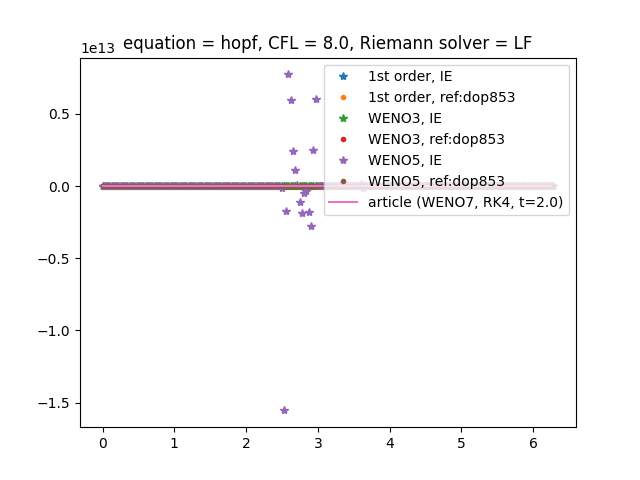 equation = hopf, CFL = 8.0, Riemann solver = LF
1e13
1st order, IE
1st order, ref:dop853
WENO3, IE
WENO3, ref:dop853
WENO5, IE
WENO5, ref:dop853
article (WENO7, RK4, t=2.0)
0.5
0.0
−0.5
−1.0
−1.5
0 1 2 3 4 5 6